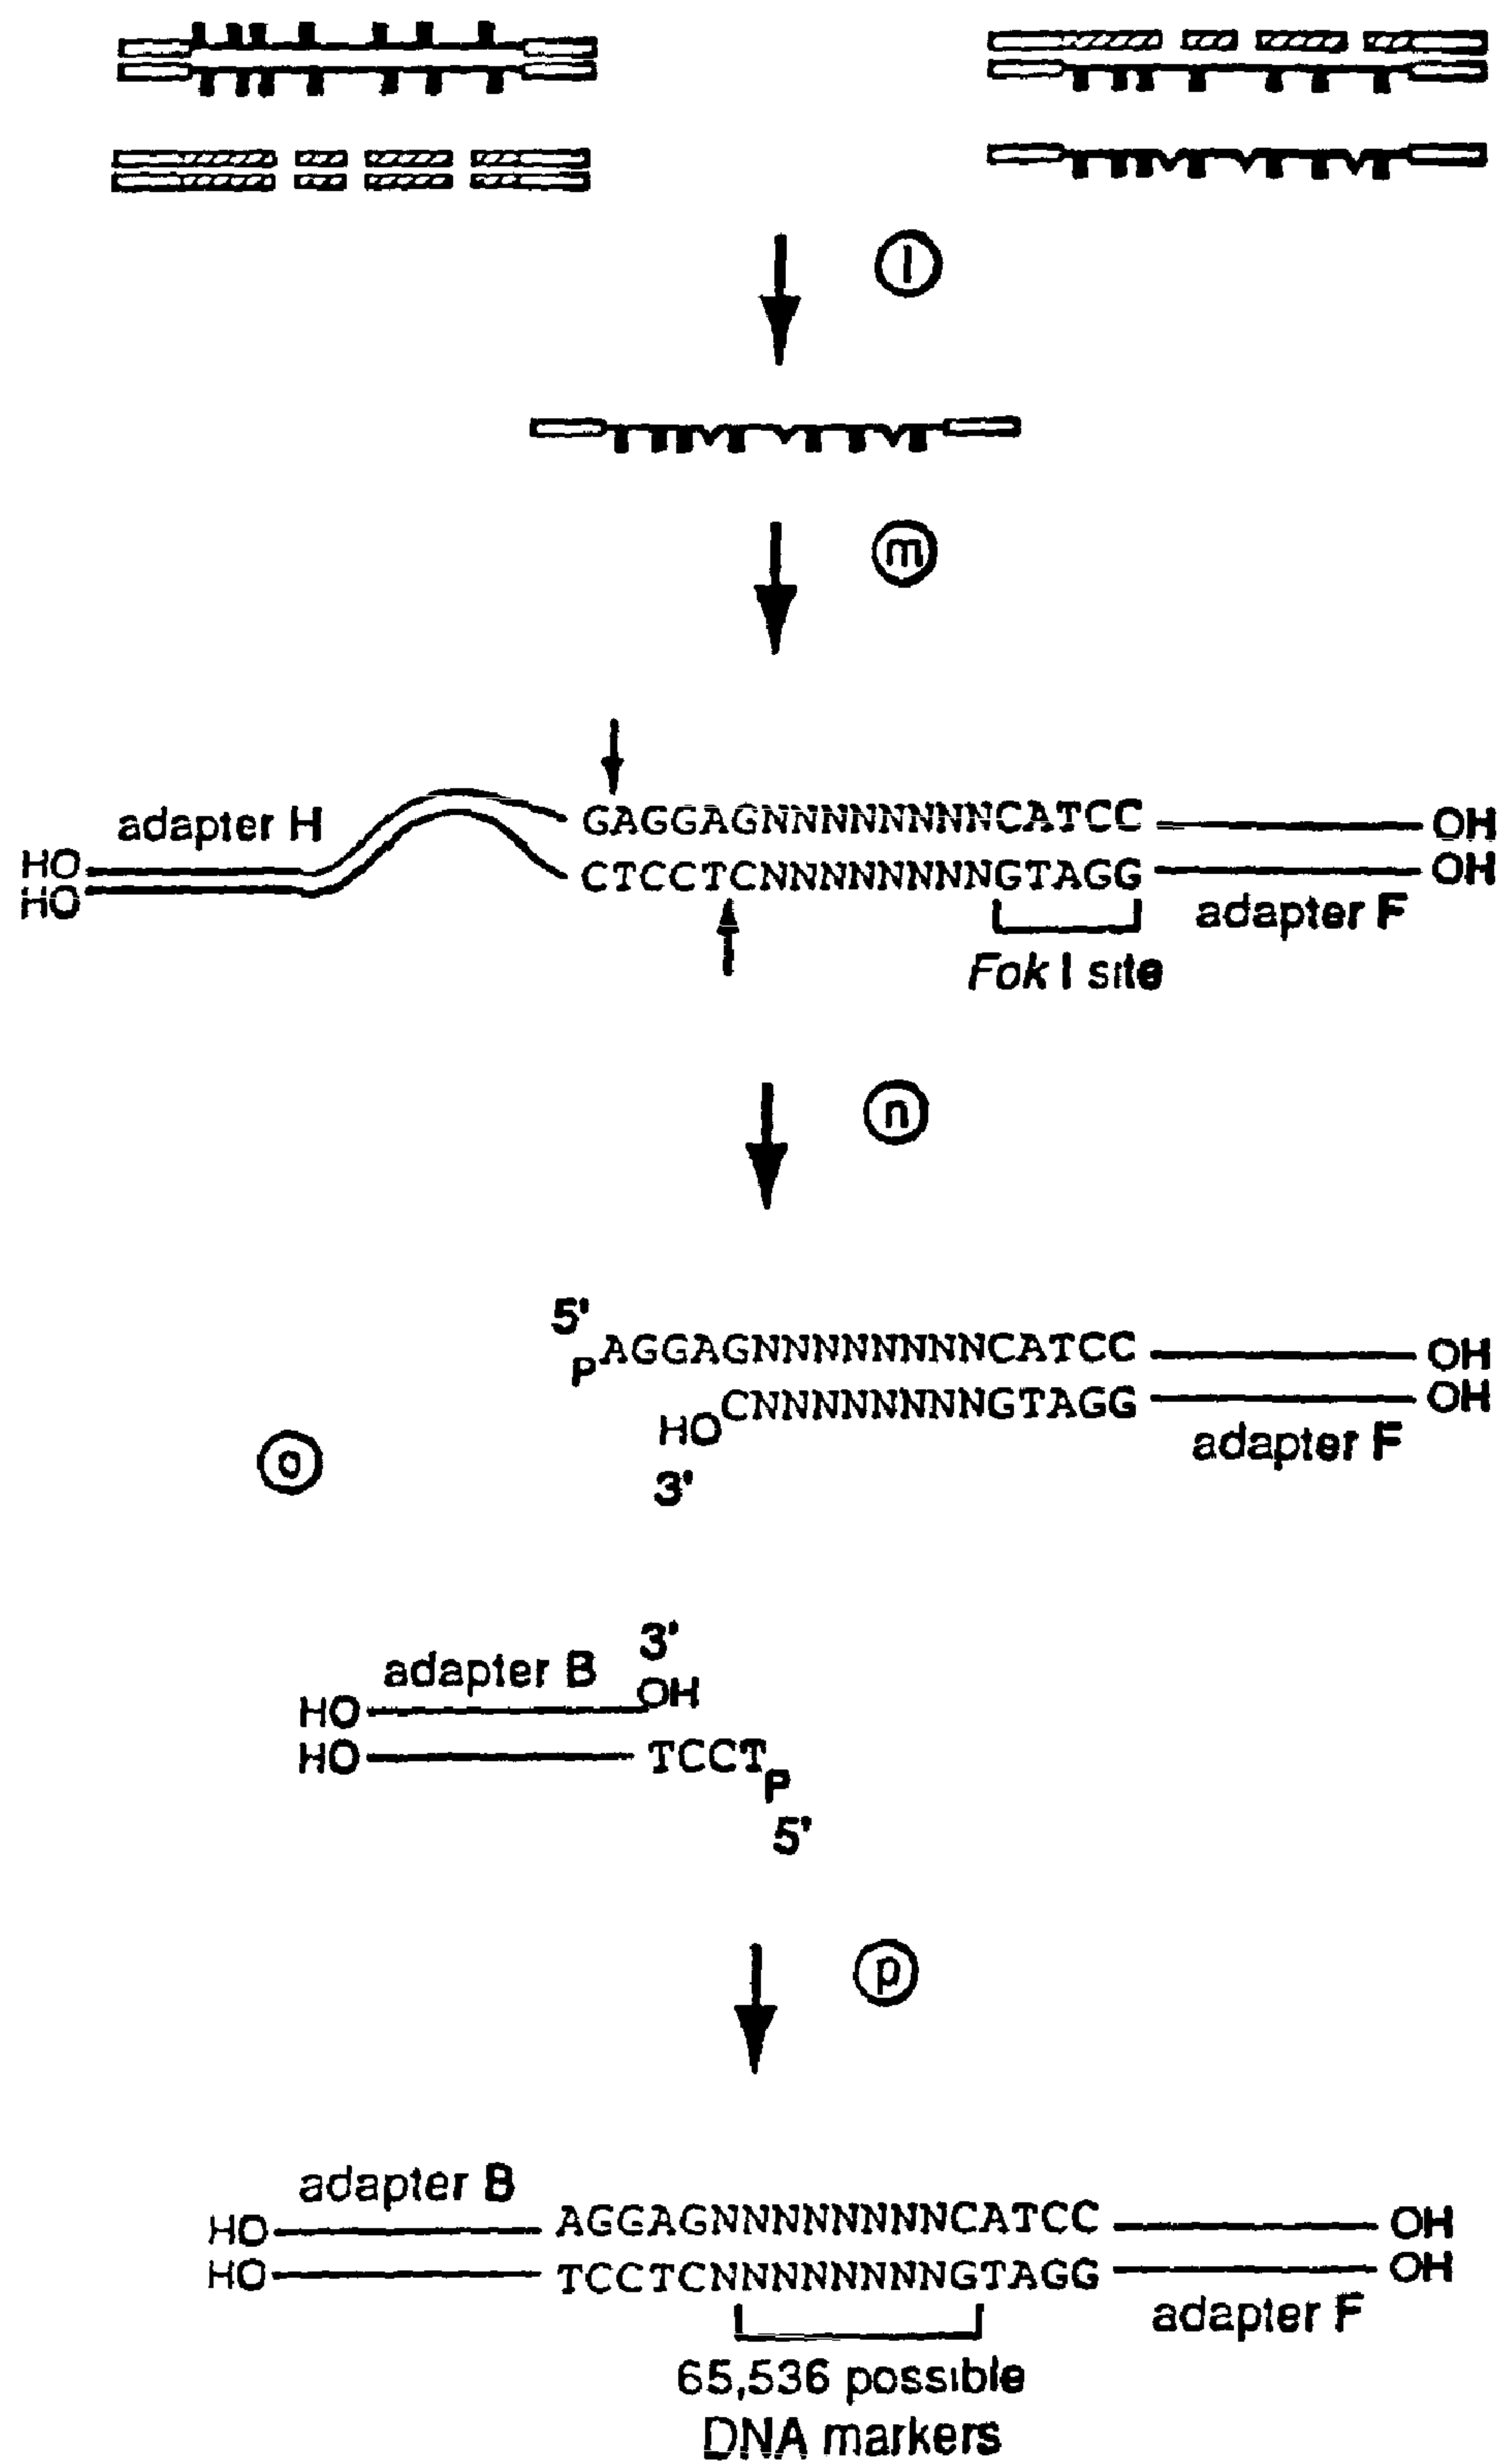 l
m
adapter H
GAGGAGNNNNNNNNCATCC
OH
HO
CTCCTCNNNNNNNNGTAGG
OH
HO
adapter F
Fok I site
n
5'
PAGGAGNNNNNNNNCATCC
OH
HOCNNNNNNNNGTAGG
OH
adapter F
o
3'
3'
adapter B
OH
HO
HO
TCCTP
5'
p
adapter B
HO
AGGAGNNNNNNNNCATCC
OH
HO
TCCTCNNNNNNNNGTAGG
OH
adapter F
65,536 possible
DNA markers